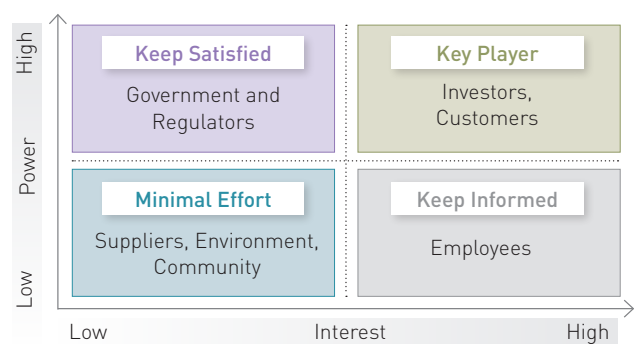 High
Power
Low
Keep Satisfied
Government and
Regulators
Key Player
Investors,
Customers
Minimal Effort
Suppliers, Environment,
Community
Keep Informed
Employees
Low
Interest
High